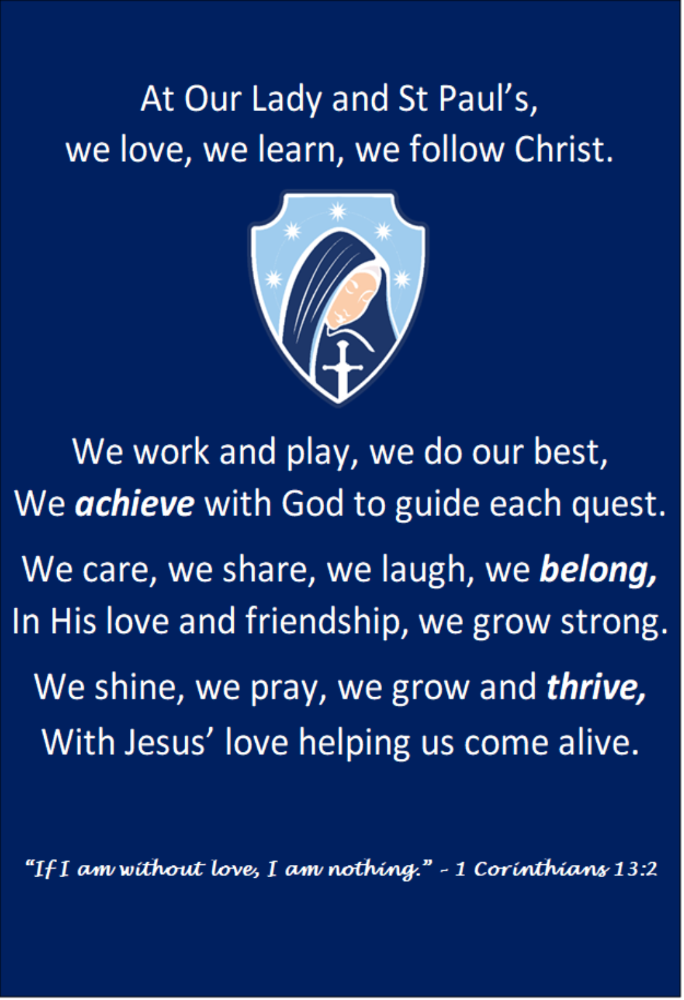 At Our Lady and St Paul’s,
we love, we learn, we follow Christ.
We work and play, we do our best,
We achieve with God to guide each quest.
We care, we share, we laugh, we belong,
In His love and friendship, we grow strong.
We shine, we pray, we grow and thrive,
With Jesus’ love helping us come alive.
“If I am without love, I am nothing.” - 1 Corinthians 13:2